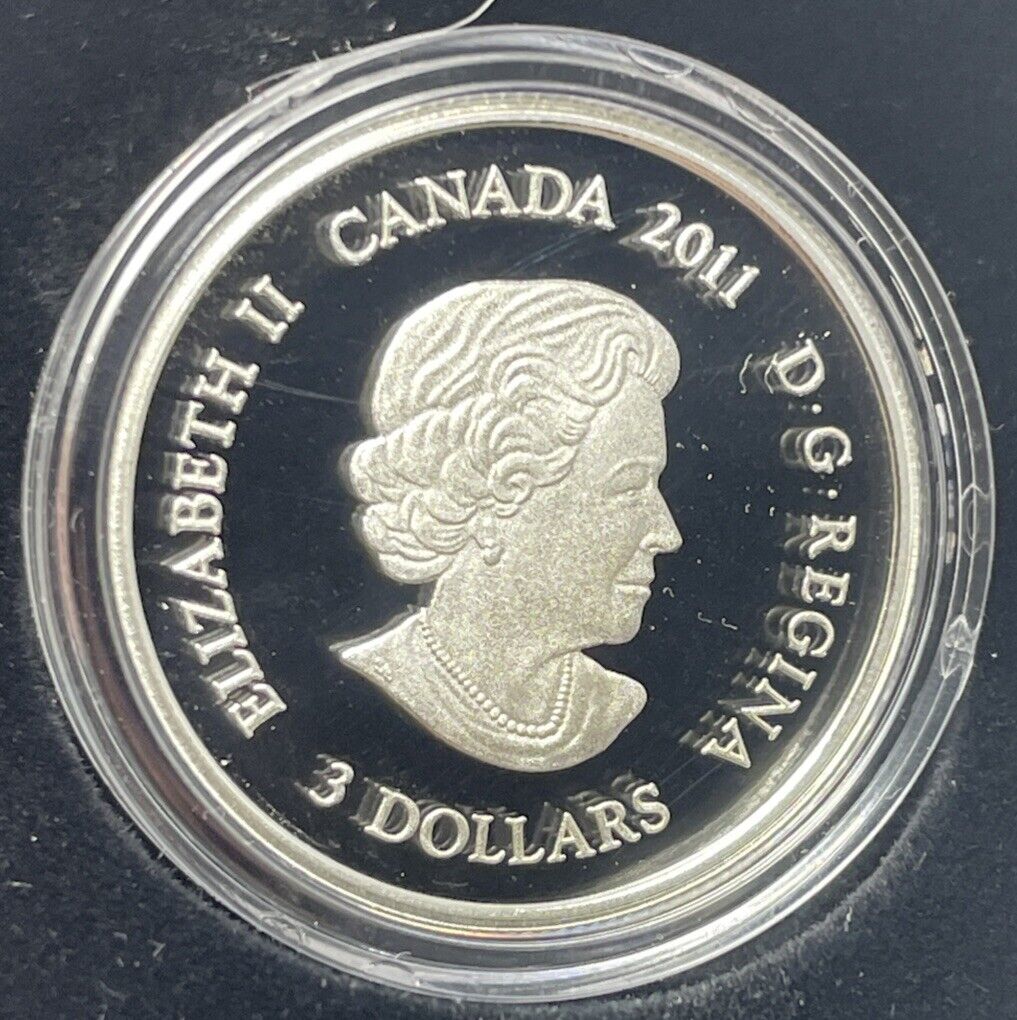 ELIZABETH II
CANADA 2011
D·G·REGINA
3 DOLLARS